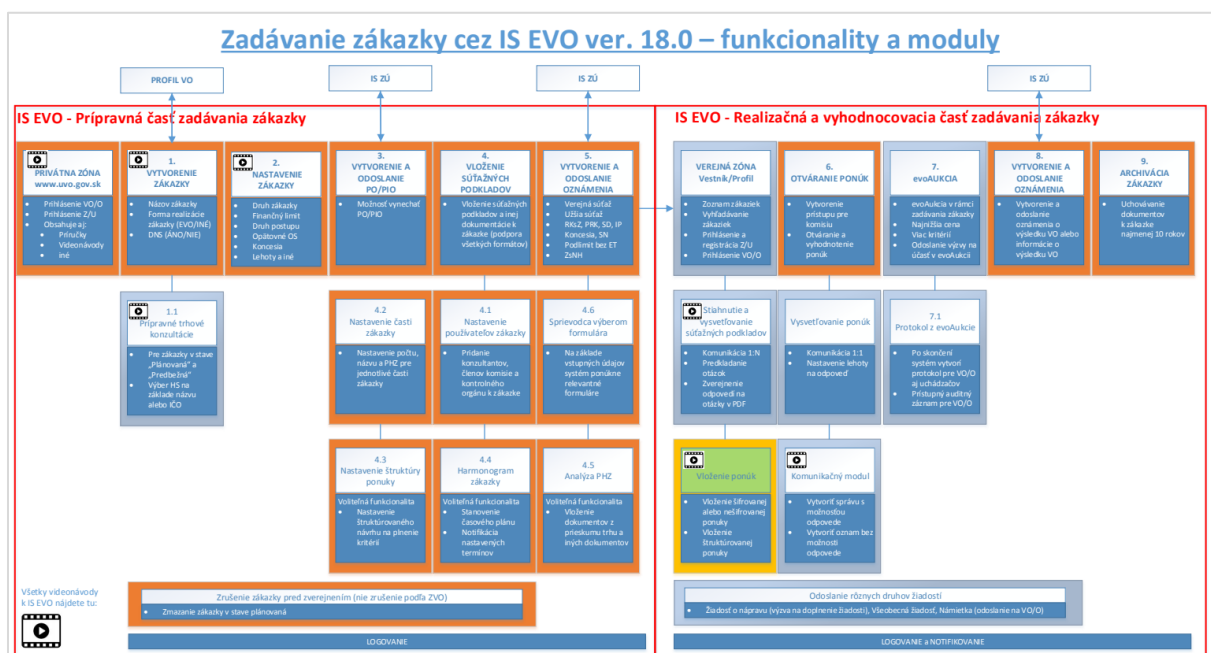 Zadávanie zákazky cez IS EVO ver. 18.0 – funkcionality a moduly
PROFIL VO
IS ZÚ
IS ZÚ
IS ZÚ
IS EVO - Prípravná časť zadávania zákazky
PRIVÁTNA ZÓNA
www.uvo.gov.sk
Prihlásenie VO/O
Prihlásenie Z/U
Obsahuje aj:
Príručky
Videonávody
iné
1.
VYTVORENIE
ZÁKAZKY
Názov zákazky
Forma realizácie
zákazky (EVO/INÉ)
DNS (ÁNO/NIE)
2.
NASTAVENIE
ZÁKAZKY
Druh zákazky
Finančný limit
Druh postupu
Opätovné OS
Koncesia
Lehoty a iné
3.
VYTVORENIE A
ODOSLANIE
PO/PIO
Možnosť vynechať
PO/PIO
4.
VLOŽENIE
SÚŤAŽNÝCH
PODKLADOV
Vloženie súťažných
podkladov a inej
dokumentácie k
zákazke (podpora
všetkých formátov)
5.
VYTVORENIE A
ODOSLANIE
OZNÁMENIA
Verejná súťaž
Užšia súťaž
RKsZ, PRK, SD, IP
Koncesia, SN
Podlimit bez ET
ZsNH
1.1
Prípravné trhové
konzultácie
Pre zákazky v stave
„Plánovaná" a
„Predbežná"
Výber HS na
základe názvu
alebo IČO
4.2
Nastavenie časti
zákazky
Nastavenie počtu,
názvu a PHZ pre
jednotlivé časti
zákazky
4.1
Nastavenie
používateľov zákazky
Pridanie
konzultantov,
členov komisie a
kontrolného
orgánu k zákazke
4.6
Sprievodca výberom
formulára
Na základe
vstupných údajov
systém ponúkne
relevantné
formuláre
4.3
Nastavenie štruktúry
ponuky
Voliteľná funkcionalita
Nastavenie
štruktúrovaného
návrhu na plnenie
kritérií
4.4
Harmonogram
zákazky
Voliteľná funkcionalita
Stanovenie
časového plánu
Notifikácia
nastavených
termínov
4.5
Analýza PHZ
Voliteľná funkcionalita
Vloženie
dokumentov z
prieskumu trhu a
iných dokumentov
Všetky videonávody
k IS EVO nájdete tu:
Zrušenie zákazky pred zverejnením (nie zrušenie podľa ZVO)
Zmazanie zákazky v stave plánovaná
LOGOVANIE
IS EVO - Realizačná a vyhodnocovacia časť zadávania zákazky
VEREJNÁ ZÓNA
Vestník/Profil
Zoznam zákaziek
Vyhľadávanie
zákaziek
Prihlásenie a
registrácia Z/U
Prihlásenie VO/O
6.
OTVÁRANIE PONÚK
Vytvorenie
prístupu pre
komisiu
Otváranie a
vyhodnotenie
ponúk
7.
evoAUKCIA
evoAukcia v rámci
zadávania zákazky
Najnižšia cena
Viac kritérií
Odoslanie výzvy na
účasť v evoAukcii
8.
VYTVORENIE A
ODOSLANIE
OZNÁMENIA
Vytvorenie a
odoslanie
oznámenia o
výsledku VO alebo
informácie o
výsledku VO
9.
ARCHIVÁCIA
ZÁKAZKY
Uchovávanie
dokumentov
k zákazke
najmenej 10 rokov
Stiahnutie a
vysvetľovanie
súťažných podkladov
Komunikácia 1:N
Predkladanie
otázok
Zverejnenie
odpovedí na
otázky v PDF
Vysvetľovanie ponúk
Komunikácia 1:1
Nastavenie lehoty
na odpoveď
7.1
Protokol z evoAukcie
Po skončení
systém vytvorí
protokol pre VO/O
aj uchádzačov
Prístupný auditný
záznam pre VO/O
Vloženie ponúk
Vloženie šifrovanej
alebo nešifrovanej
ponuky
Vloženie
štruktúrovanej
ponuky
Komunikačný modul
Vytvoriť správu s
možnosťou
odpovede
Vytvoriť oznam bez
možnosti
odpovede
Odoslanie rôznych druhov žiadostí
Žiadosť o nápravu (výzva na doplnenie žiadosti), Všeobecná žiadosť, Námietka (odoslanie na VO/O)
LOGOVANIE a NOTIFIKOVANIE